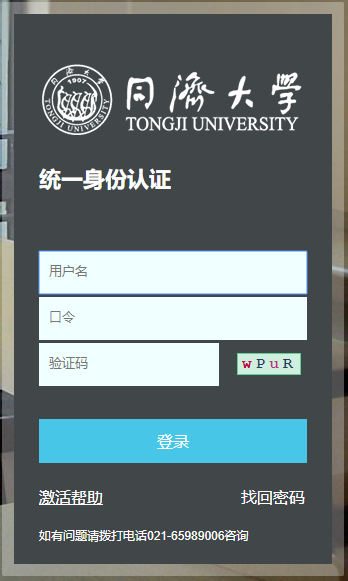 1907
同濟大學
TONGJI UNIVERSITY
统一身份认证
用户名
口令
验证码
wPuR
登录
激活帮助 找回密码
如有问题请拨打电话021-65989006咨询